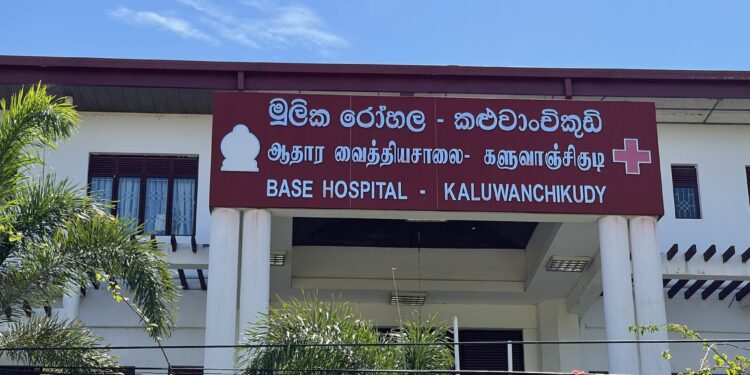 මූලික රෝහල - කළුවාංචිකුඩි
ஆதார வைத்தியசாலை- களுவாஞ்சிகுடி
BASE HOSPITAL - KALUWANCHIKUDY